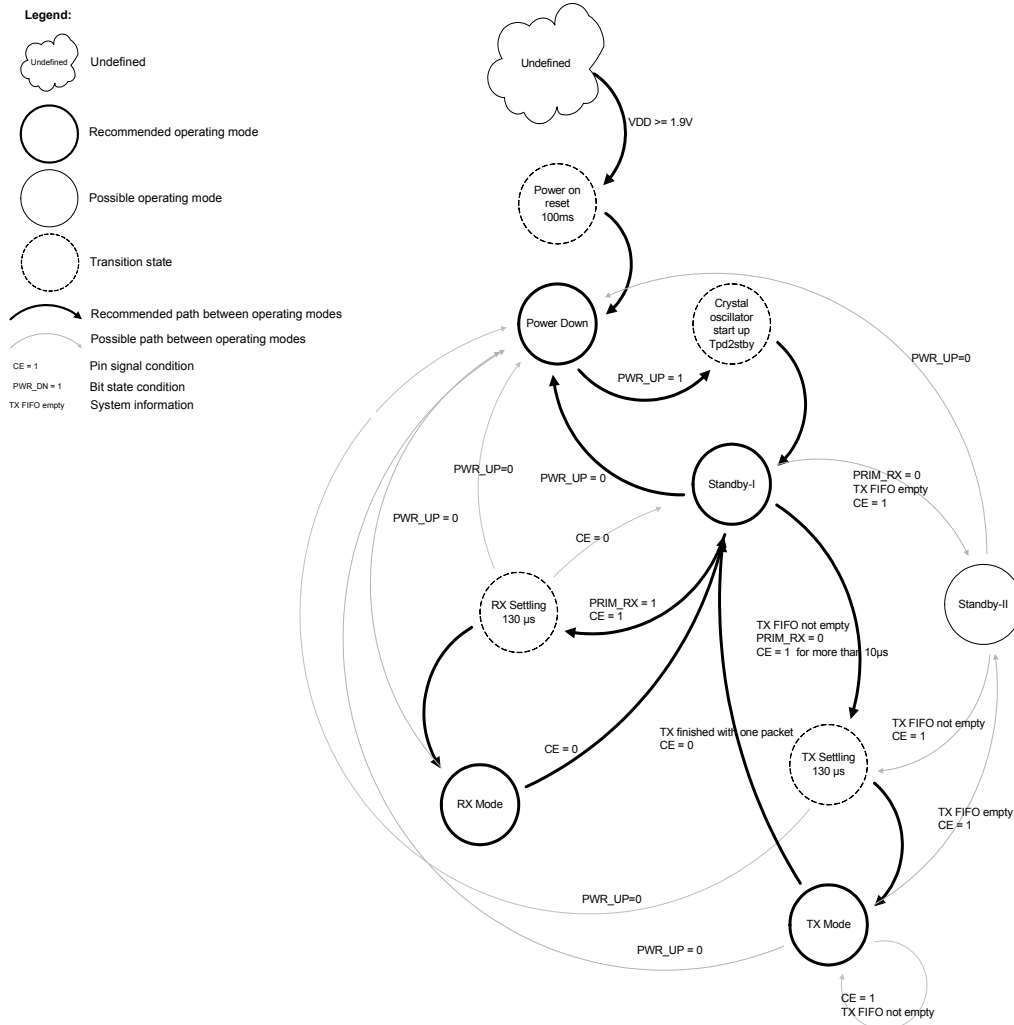 Legend:
Undefined
Undefined
Recommended operating mode
Possible operating mode
Transition state
Recommended path between operating modes
Possible path between operating modes
CE = 1
Pin signal condition
PWR_DN = 1
Bit state condition
TX FIFO empty
System information
Undefined
VDD >= 1.9V
Power on
reset
100ms
Power Down
Crystal
oscillator
start up
Tpd2stby
PWR_UP = 1
PWR_UP=0
PWR_UP=0
PWR_UP = 0
Standby-I
PRIM_RX = 0
TX FIFO empty
CE = 1
PWR_UP = 0
CE = 0
RX Settling
130 µs
PRIM_RX = 1
CE = 1
Standby-II
TX FIFO not empty
PRIM_RX = 0
CE = 1 for more than 10µs
TX finished with one packet
CE = 0
TX FIFO not empty
CE = 1
CE = 0
TX Settling
130 µs
RX Mode
TX FIFO empty
CE = 1
PWR_UP=0
TX Mode
PWR_UP = 0
CE = 1
TX FIFO not empty